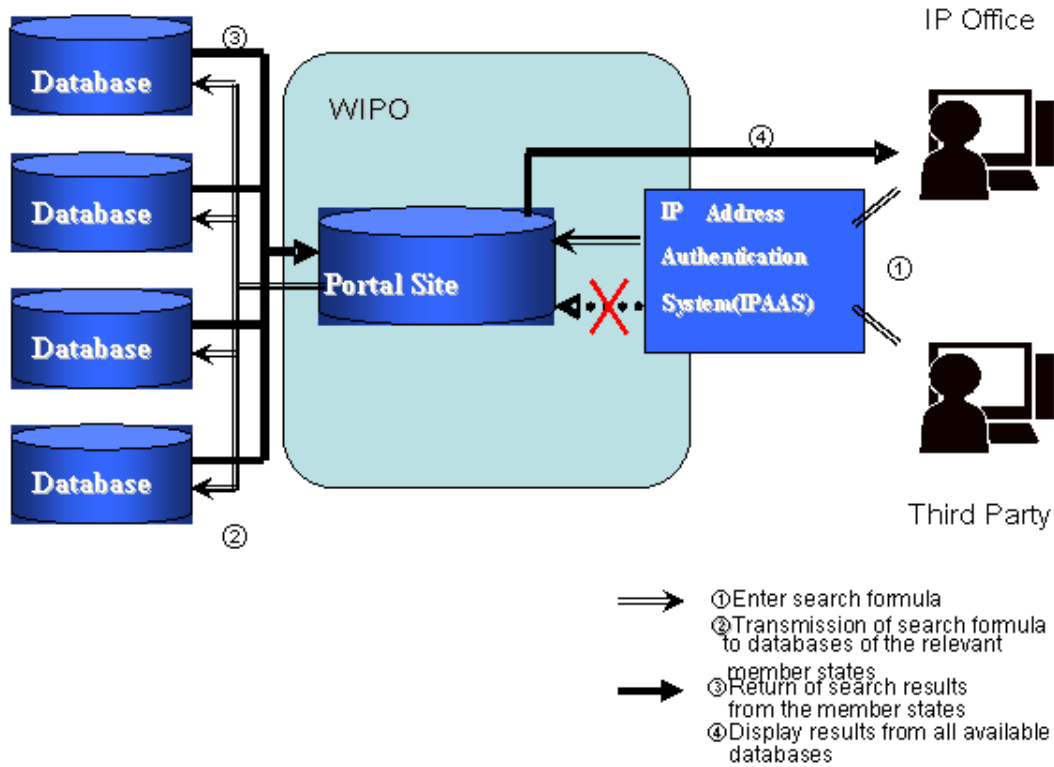 IP Office
③
Database
WIPO
④
Database
IP Address
Authentication
System(IPAAS)
①
Portal Site
Database
Database
②
Third Party
①Enter search formula
②Transmission of search formula
to databases of the relevant
member states
③Return of search results
from the member states
④Display results from all available
databases